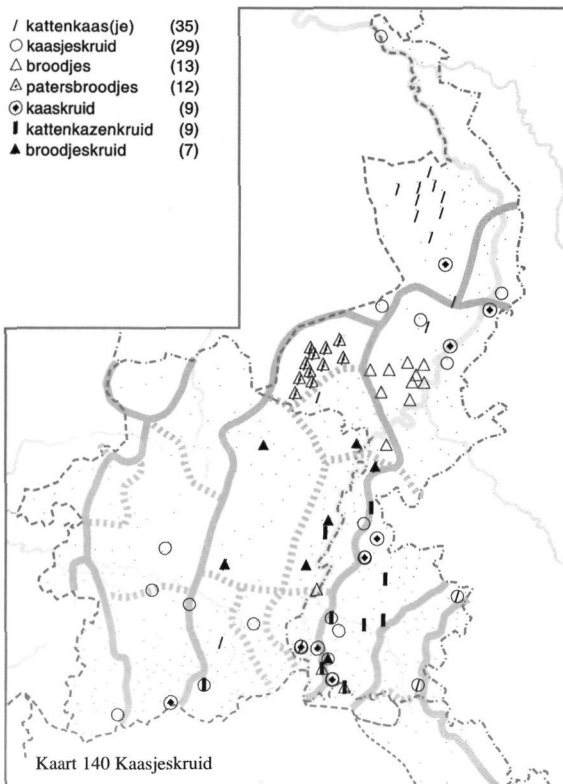 kattenkaas(je) (35)
kaasjeskruid (29)
broodjes (13)
patersbroodjes (12)
kaaskruid (9)
kattenkazenkruid (9)
broodjeskruid (7)
Kaart 140 Kaasjeskruid